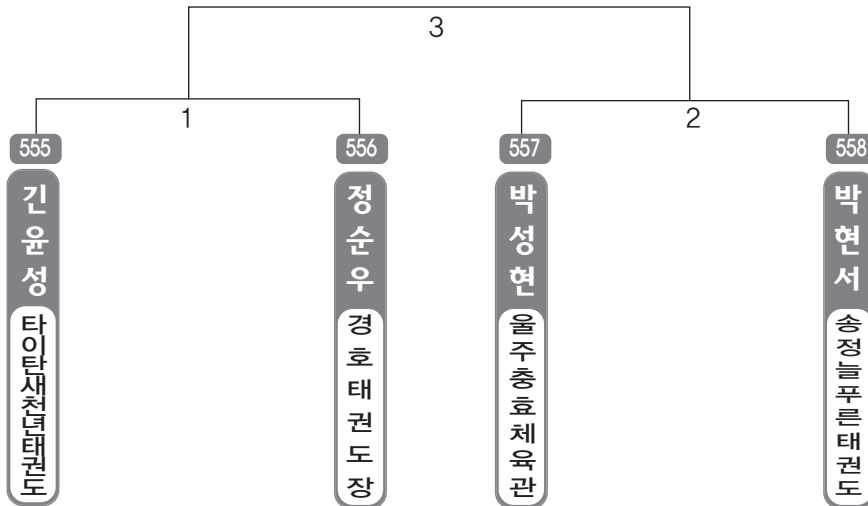 3
1
2
555
556
557
558
긴윤성
정순우
박성현
박현서
타이탄새천년태권도
경호태권도장
울주충효체육관
송정늘푸른태권도